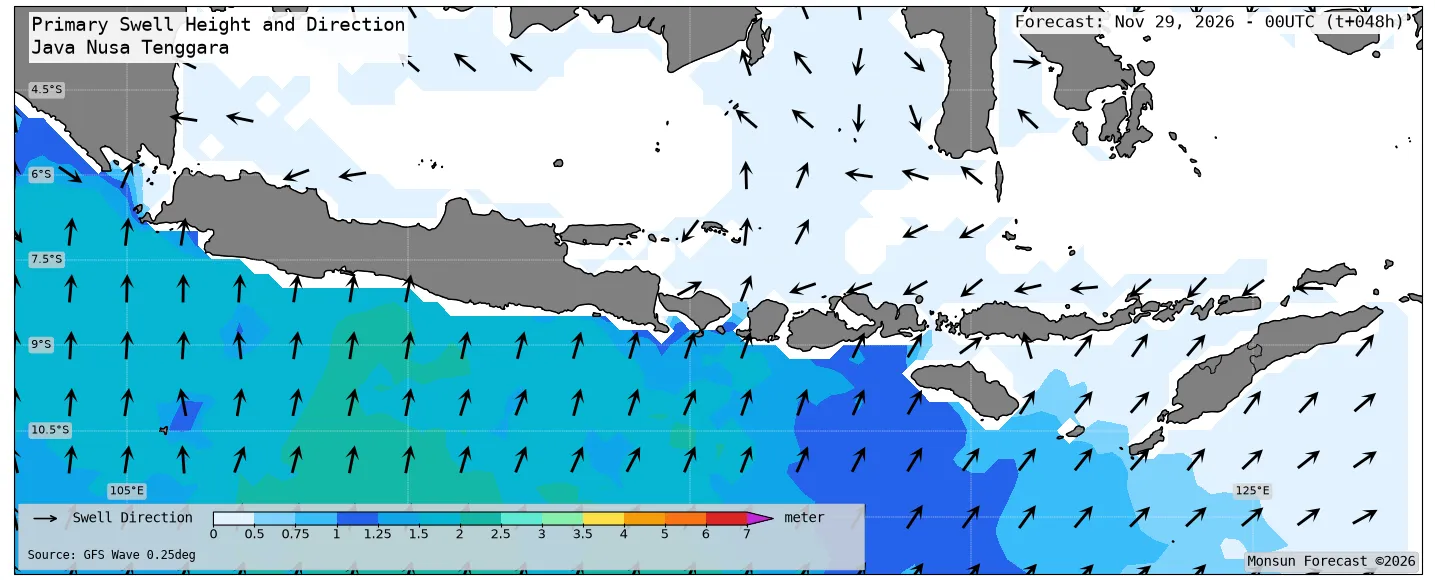 Primary Swell Height and Direction
Java Nusa Tenggara
Forecast: Nov 29, 2026 - 00UTC (t+048h)
4.5°S
6°S
7.5°S
9°S
10.5°S
105°E
125°E
Swell Direction
0 0.5 0.75 1 1.25 1.5 2 2.5 3 3.5 4 5 6 7
meter
Source: GFS Wave 0.25deg
Monsun Forecast ©2026